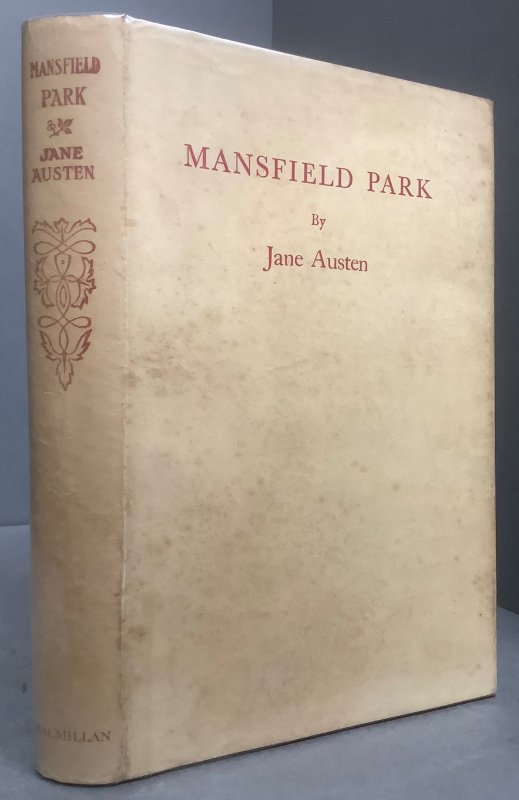 MANSFIELD
PARK
JANE
AUSTEN
MACMILLAN
MANSFIELD PARK
By
Jane Austen